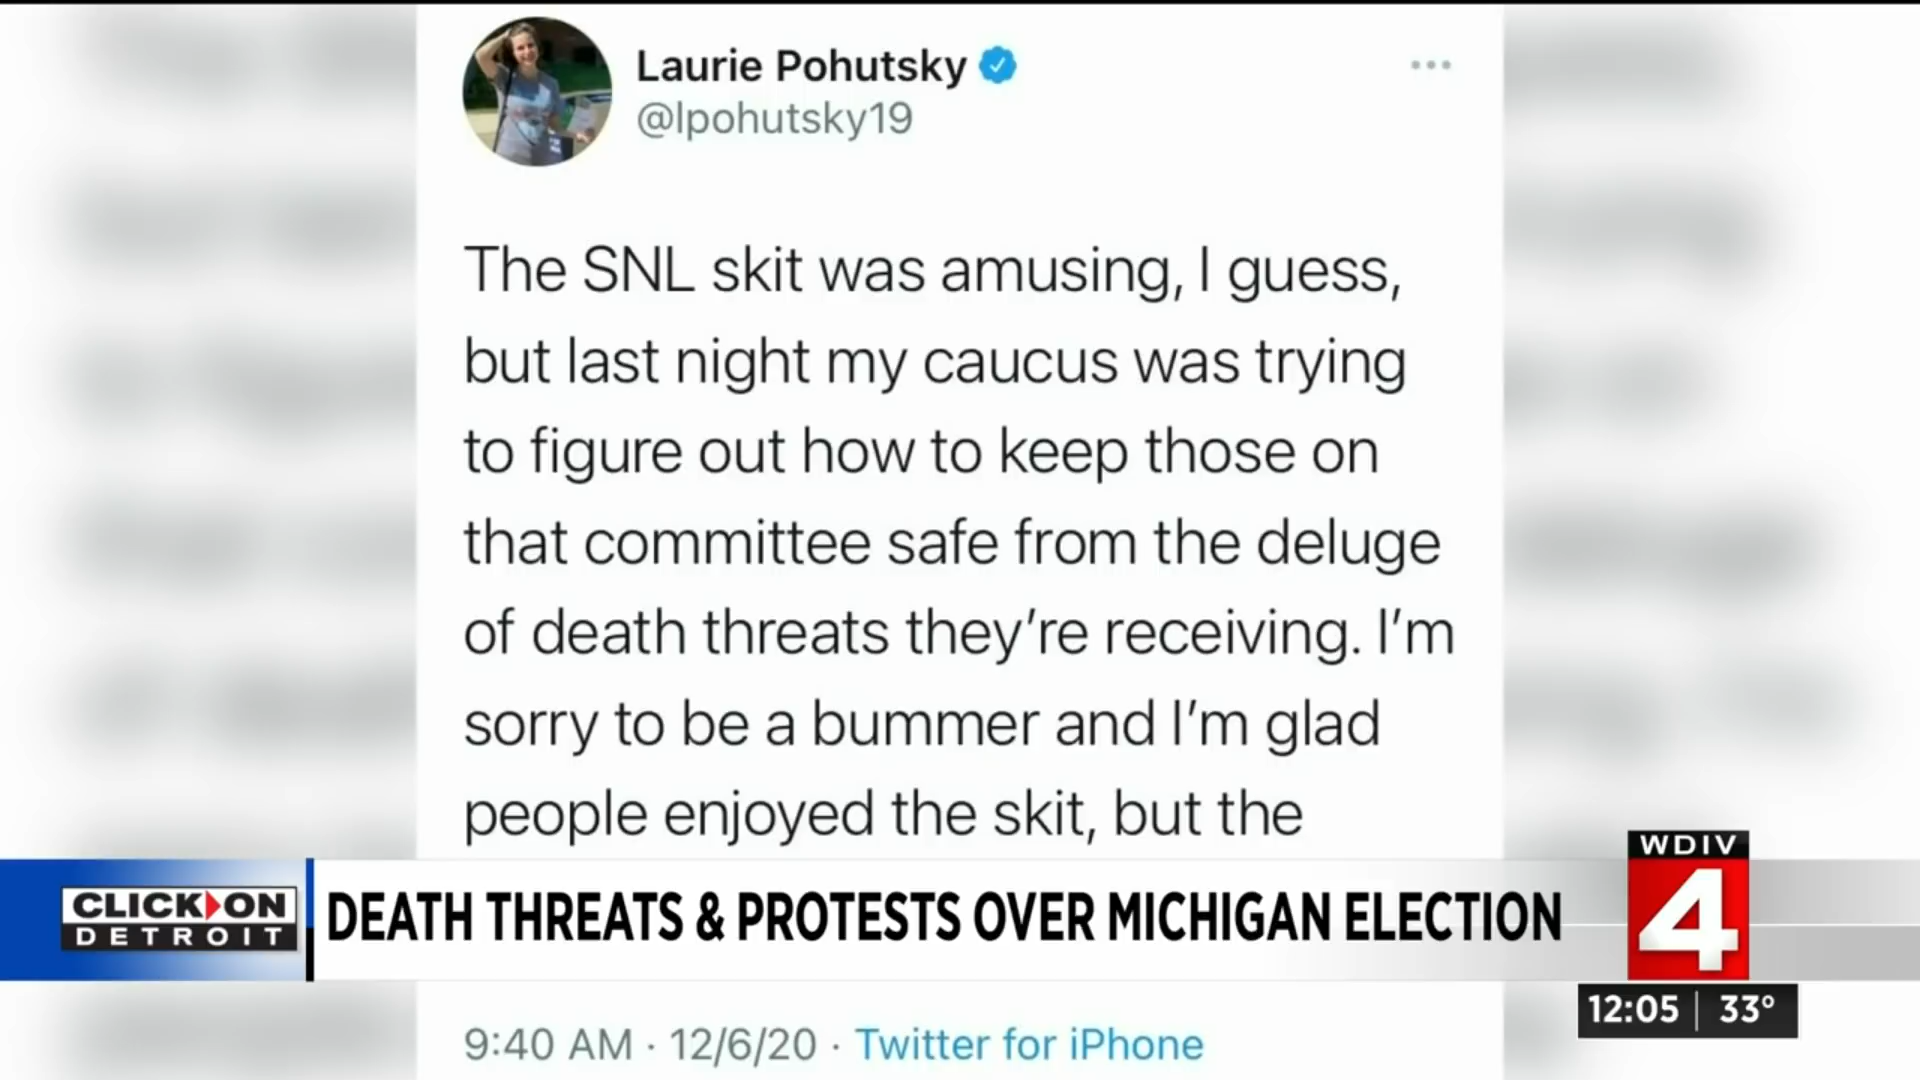 Laurie Pohutsky
@lpohutsky19
The SNL skit was amusing, I guess,
but last night my caucus was trying
to figure out how to keep those on
that committee safe from the deluge
of death threats they're receiving. I'm
sorry to be a bummer and I'm glad
people enjoyed the skit, but the
CLICK ON
DETROIT
DEATH THREATS & PROTESTS OVER MICHIGAN ELECTION
WDIV
4
12:05 | 33°
9:40 AM · 12/6/20 · Twitter for iPhone